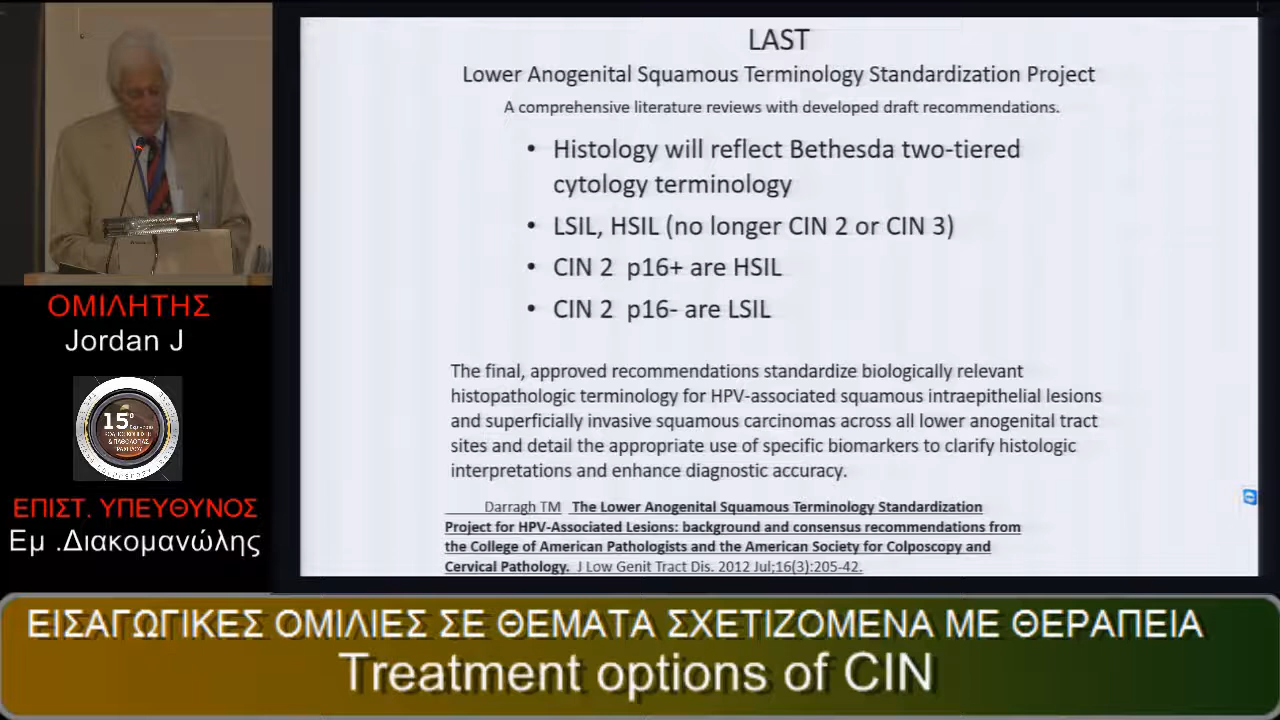 LAST
Lower Anogenital Squamous Terminology Standardization Project
A comprehensive literature reviews with developed draft recommendations.
• Histology will reflect Bethesda two-tiered
cytology terminology
• LSIL, HSIL (no longer CIN 2 or CIN 3)
• CIN 2 p16+ are HSIL
• CIN 2 p16- are LSIL
The final, approved recommendations standardize biologically relevant
histopathologic terminology for HPV-associated squamous intraepithelial lesions
and superficially invasive squamous carcinomas across all lower anogenital tract
sites and detail the appropriate use of specific biomarkers to clarify histologic
interpretations and enhance diagnostic accuracy.
Darragh TM The Lower Anogenital Squamous Terminology Standardization
Project for HPV-Associated Lesions: background and consensus recommendations from
the College of American Pathologists and the American Society for Colposcopy and
Cervical Pathology. J Low Genit Tract Dis. 2012 Jul;16(3):205-42.
ΟΜΙΛΗΤΗΣ
Jordan J
15ο
ΕΠΙΣΤ. ΥΠΕΥΘΥΝΟΣ
Εμ .Διακομανώλης
ΕΙΣΑΓΩΓΙΚΕΣ ΟΜΙΛΙΕΣ ΣΕ ΘΕΜΑΤΑ ΣΧΕΤΙΖΟΜΕΝΑ ΜΕ ΘΕΡΑΠΕΙΑ
Treatment options of CIN